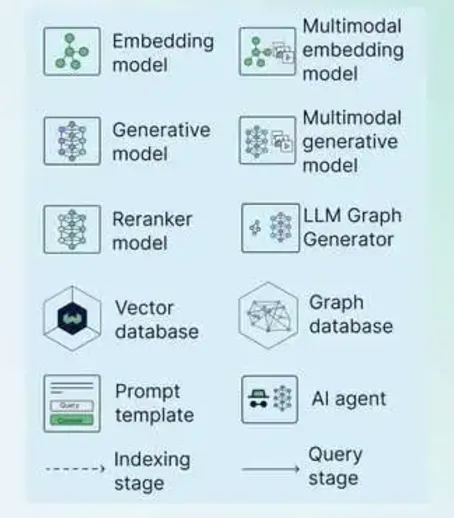 Embedding
model
Multimodal
embedding
model
Generative
model
Multimodal
generative
model
Reranker
model
LLM Graph
Generator
Vector
database
Graph
database
Query
Prompt
template
AI agent
Indexing
stage
Query
stage